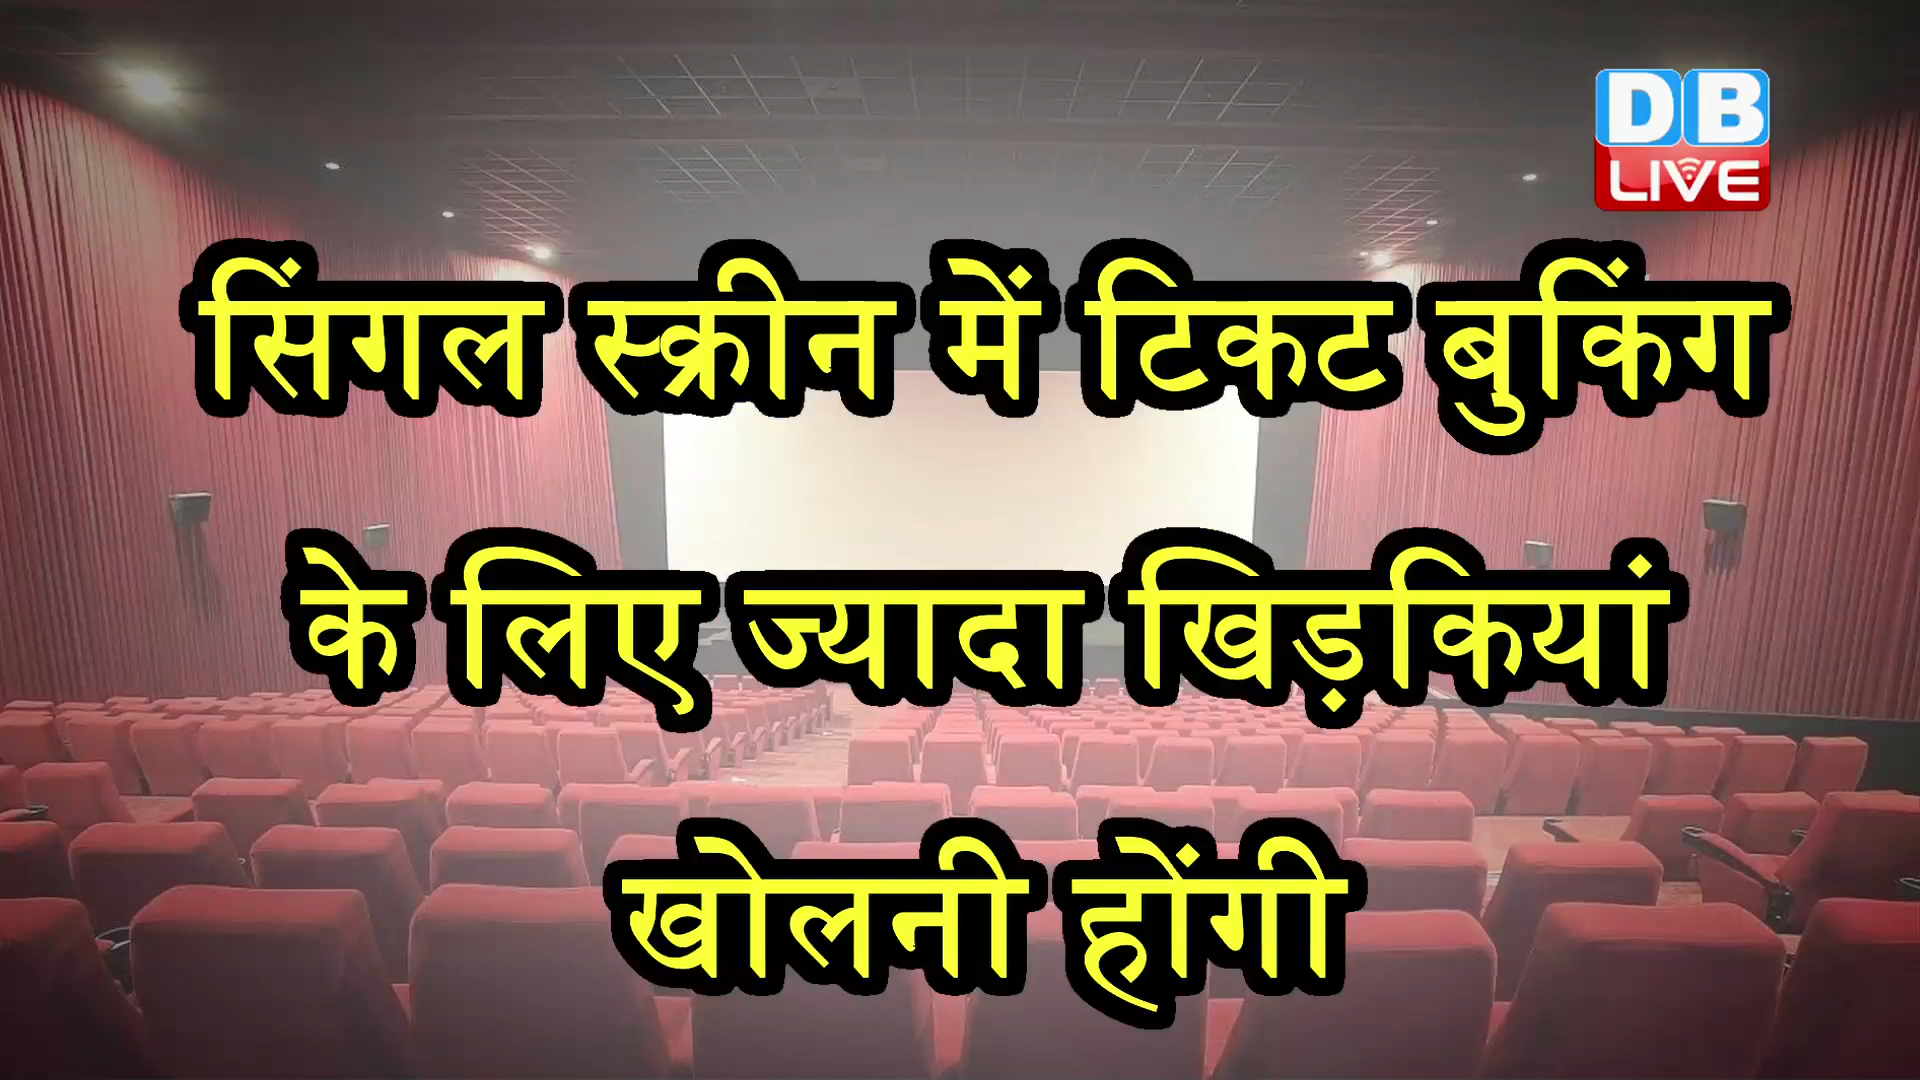 DB
LIVE
सिंगल स्क्रीन में टिकट बुकिंग
के लिए ज्यादा खिड़कियां
खोलनी होंगी